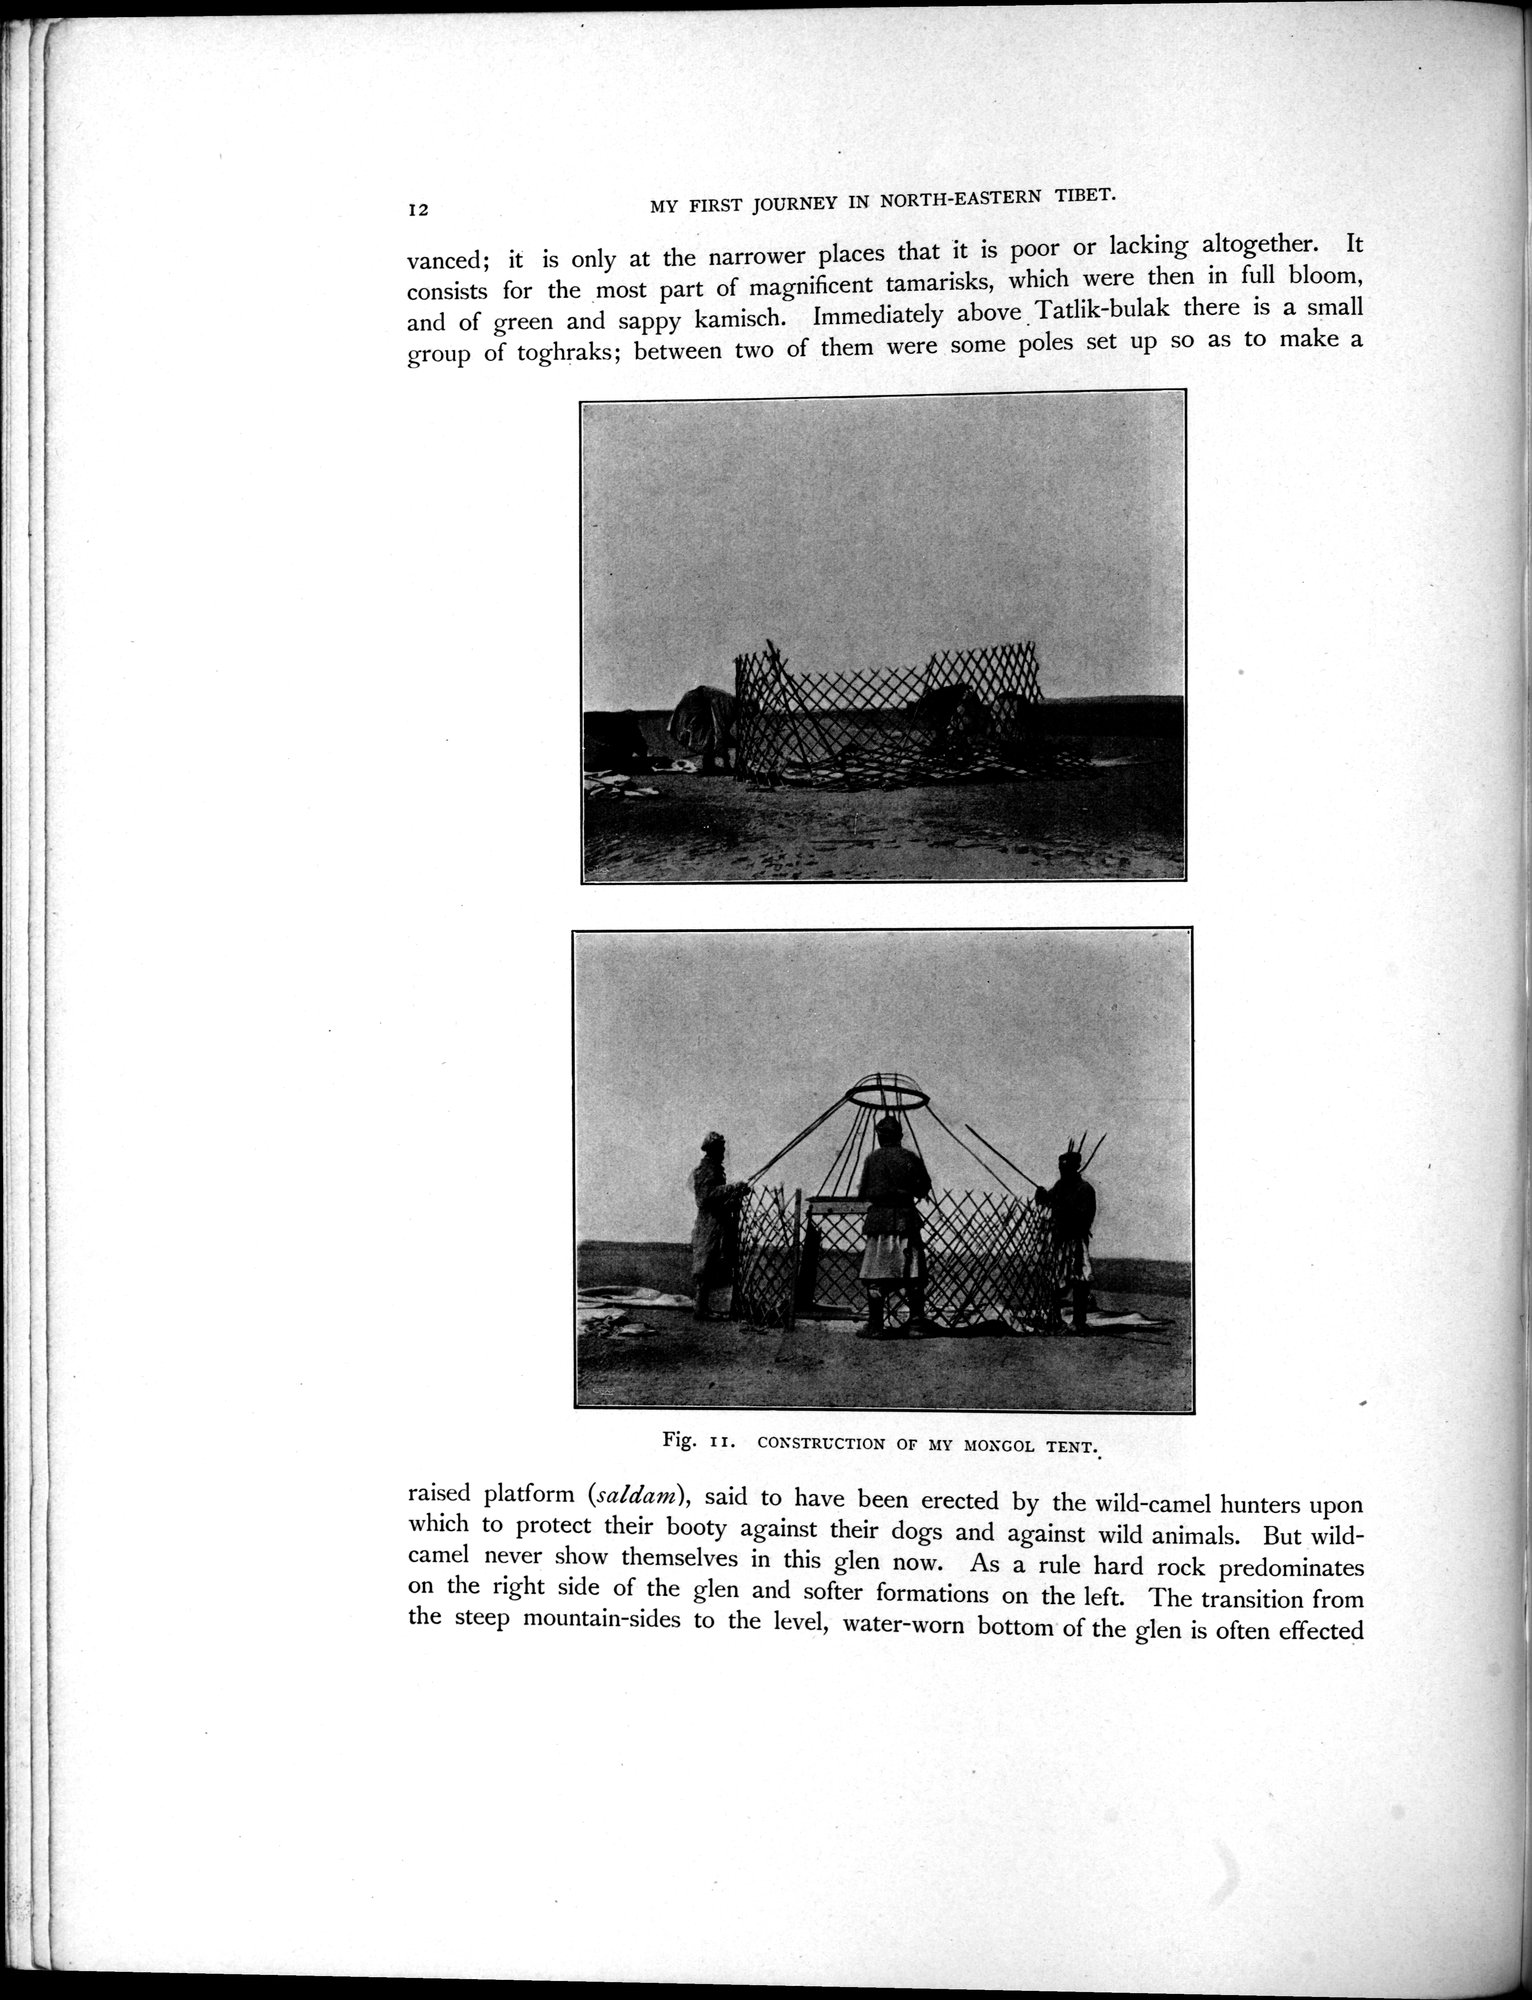 12
MY FIRST JOURNEY IN NORTH-EASTERN TIBET.
vanced; it is only at the narrower places that it is poor or lacking altogether. It
consists for the most part of magnificent tamarisks, which were then in full bloom,
and of green and sappy kamisch. Immediately above Tatlik-bulak there is a small
group of toghraks; between two of them were some poles set up so as to make a
Fig. 11. CONSTRUCTION OF MY MONGOL TENT.
raised platform (saldam), said to have been erected by the wild-camel hunters upon
which to protect their booty against their dogs and against wild animals. But wild-
camel never show themselves in this glen now. As a rule hard rock predominates
on the right side of the glen and softer formations on the left. The transition from
the steep mountain-sides to the level, water-worn bottom of the glen is often effected